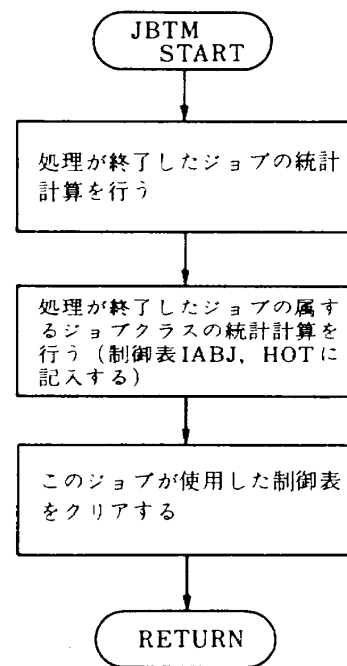 JBTM
START
処理が終了したジョブの統計
計算を行う
処理が終了したジョブの属す
るジョブクラスの統計計算を
行う（制御表IABJ, HOTに
記入する）
このジョブが使用した制御表
をクリアする
RETURN